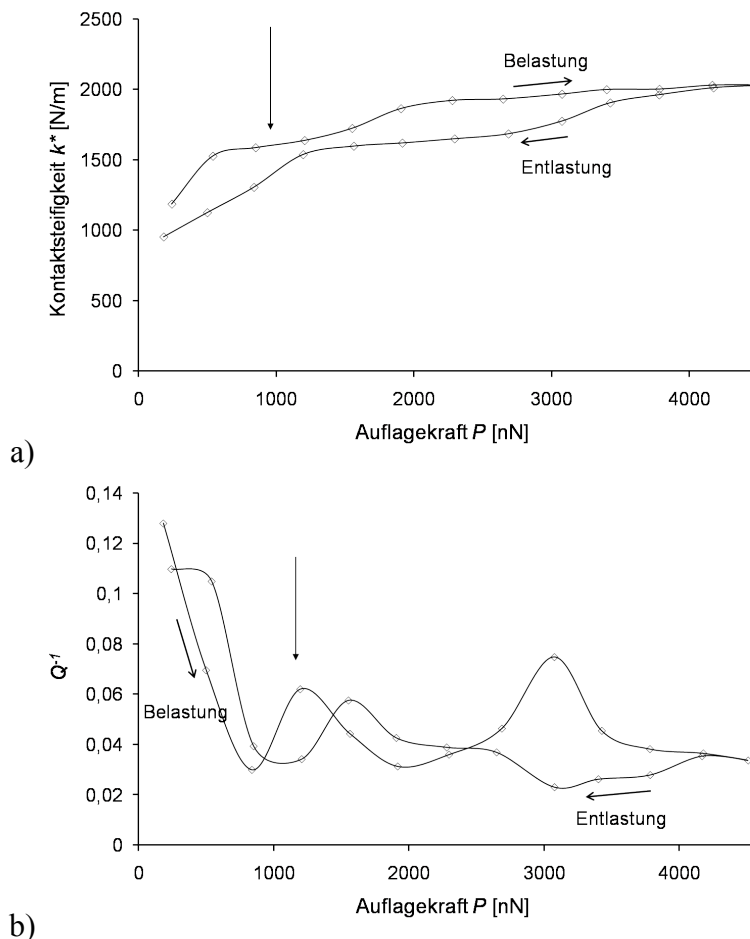 2500
2000
1500
1000
500
0
Kontaktsteifigkeit k* [N/m]
Belastung
Entlastung
0 1000 2000 3000 4000
Auflagekraft P [nN]
a)
0,14
0,12
0,1
0,08
0,06
0,04
0,02
0
Q⁻¹
Belastung
Entlastung
0 1000 2000 3000 4000
Auflagekraft P [nN]
b)